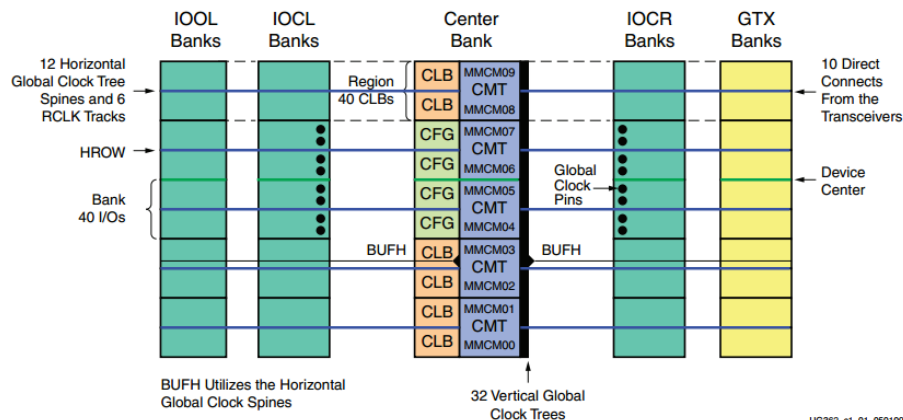 IOOL
Banks
IOCL
Banks
Center
Bank
IOCR
Banks
GTX
Banks
12 Horizontal
Global Clock Tree
Spines and 6
RCLK Tracks
Region
40 CLBs
CLB
MMCM09
CMT
CLB
MMCM08
10 Direct
Connects
From the
Transceivers
HROW
CFG
MMCM07
CMT
CFG
MMCM06
Global
Clock
Pins
Device
Center
Bank
40 I/Os
CFG
MMCM05
CMT
CFG
MMCM04
BUFH
CLB
MMCM03
BUFH
CMT
CLB
MMCM02
CLB
MMCM01
CMT
CLB
MMCM00
BUFH Utilizes the Horizontal
Global Clock Spines
32 Vertical Global
Clock Trees